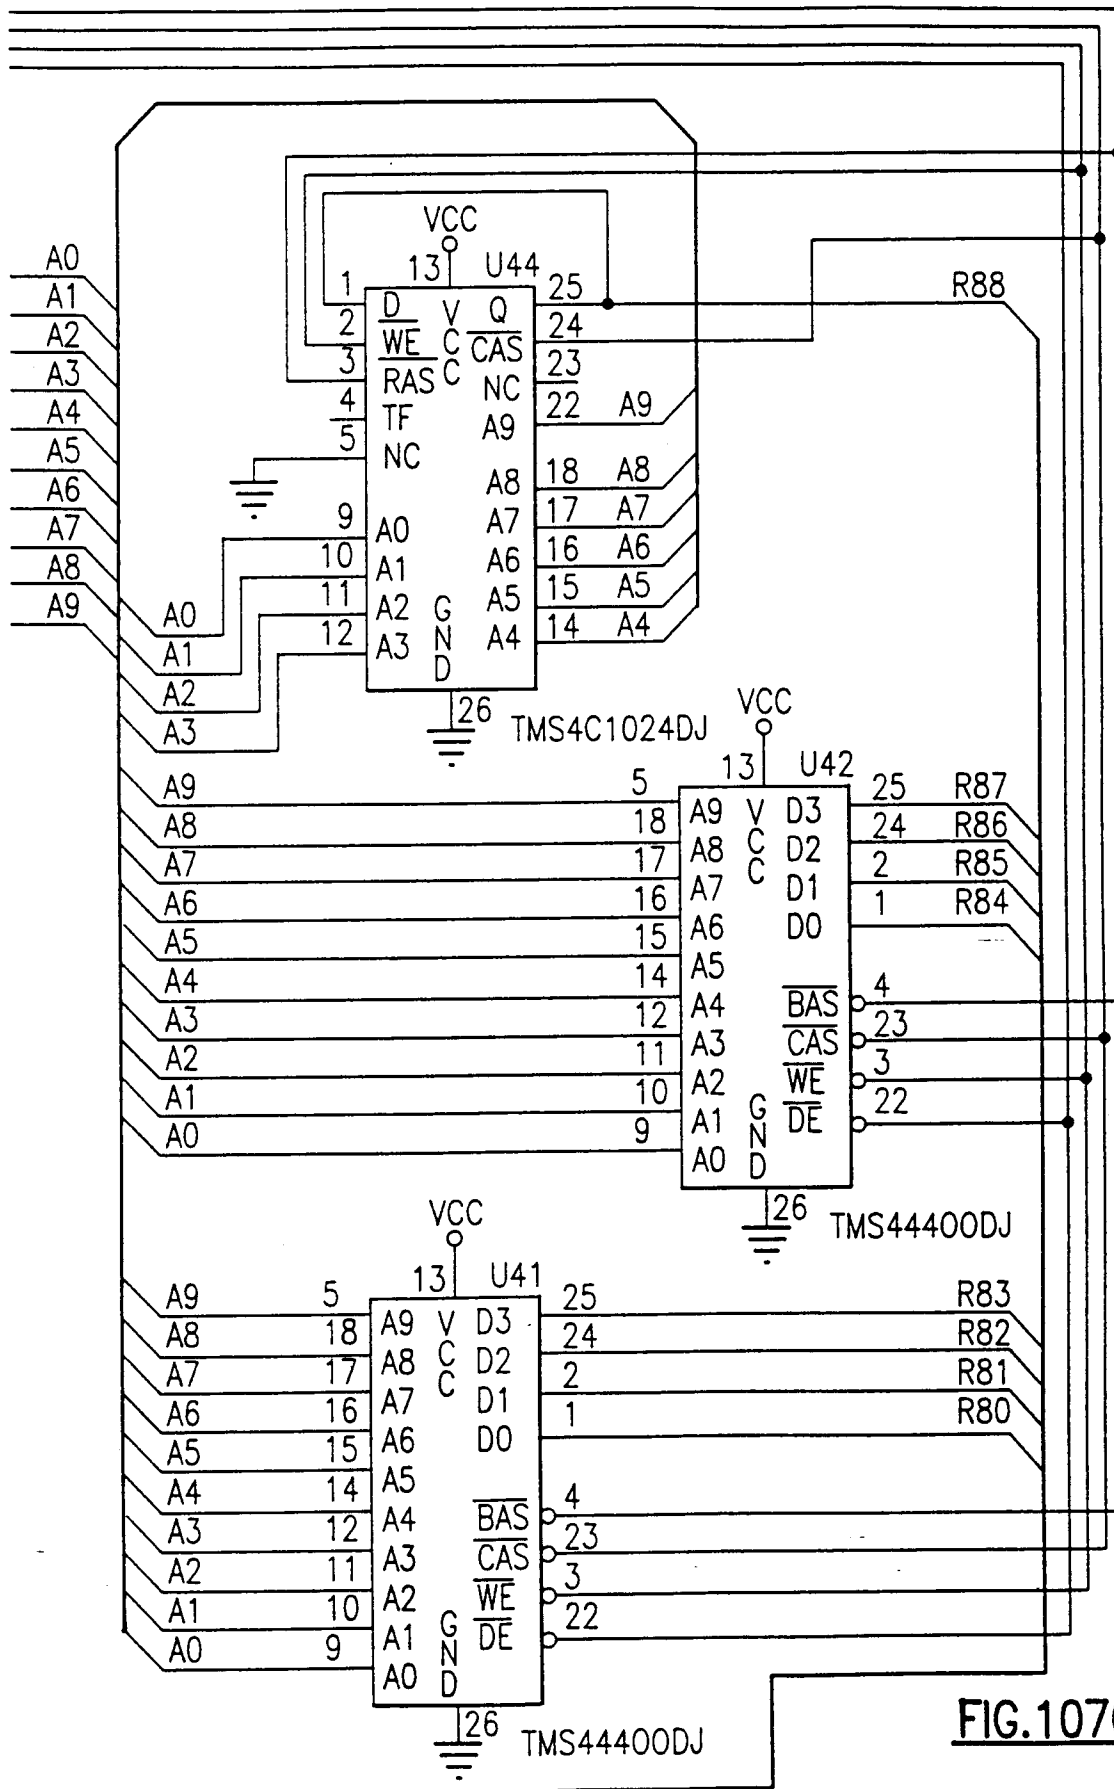 A0
A1
A2
A3
A4
A5
A6
A7
A8
A9
VCC
13 U44
1 D VCC Q 25 R88
2 WE CAS 24
3 RAS NC 23
4 TF A9 22 A9
5 NC
A8 18 A8
9 A0 A7 17 A7
10 A1 A6 16 A6
11 A2 GND A5 15 A5
12 A3 A4 14 A4
A0
A1
A2
A3
26 TMS4C1024DJ
VCC
13 U42
A9 5 A9 VCC D3 25 R87
A8 18 A8 D2 24 R86
A7 17 A7 D1 2 R85
A6 16 A6 D0 1 R84
A5 15 A5
A4 14 A4 BAS 4
A3 12 A3 CAS 23
A2 11 A2 WE 3
A1 10 A1 GND DE 22
A0 9 A0
26 TMS44400DJ
VCC
13 U41
A9 5 A9 VCC D3 25 R83
A8 18 A8 D2 24 R82
A7 17 A7 D1 2 R81
A6 16 A6 D0 1 R80
A5 15 A5
A4 14 A4 BAS 4
A3 12 A3 CAS 23
A2 11 A2 WE 3
A1 10 A1 GND DE 22
A0 9 A0
26 TMS44400DJ
FIG.107